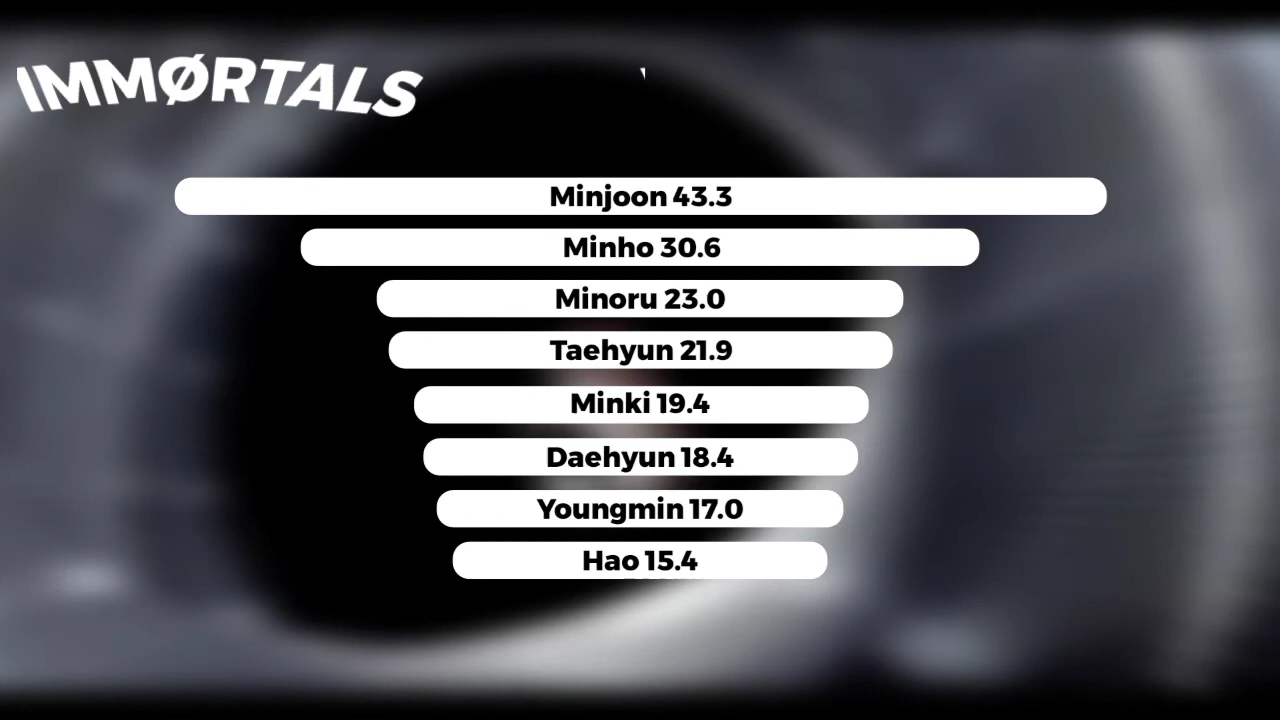 IMMØRTALS
Minjoon 43.3
Minho 30.6
Minoru 23.0
Taehyun 21.9
Minki 19.4
Daehyun 18.4
Youngmin 17.0
Hao 15.4